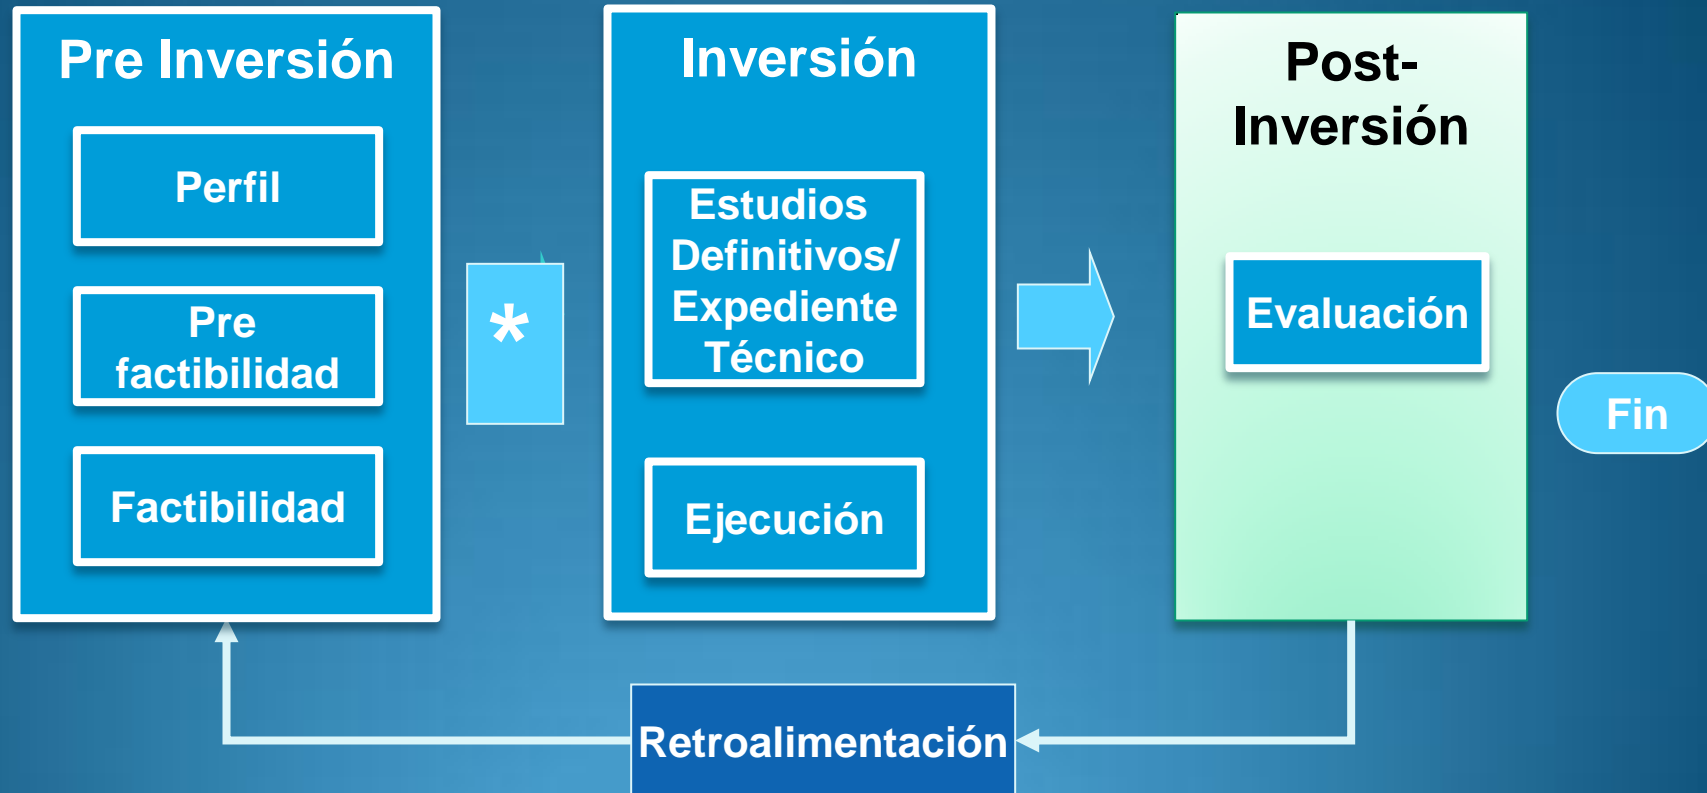 Pre Inversión
Perfil
Pre
factibilidad
Factibilidad
*
Inversión
Estudios
Definitivos/
Expediente
Técnico
Ejecución
Post-
Inversión
Evaluación
Fin
Retroalimentación